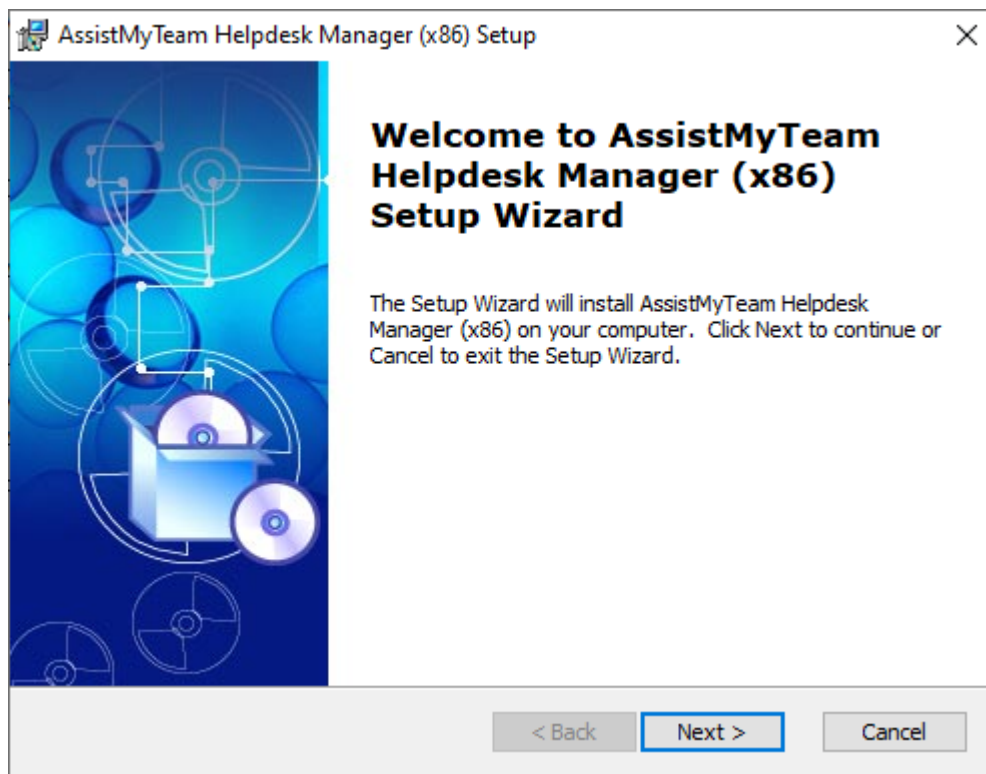 AssistMyTeam Helpdesk Manager (x86) Setup
Welcome to AssistMyTeam
Helpdesk Manager (x86)
Setup Wizard
The Setup Wizard will install AssistMyTeam Helpdesk
Manager (x86) on your computer.  Click Next to continue or
Cancel to exit the Setup Wizard.
< Back
Next >
Cancel